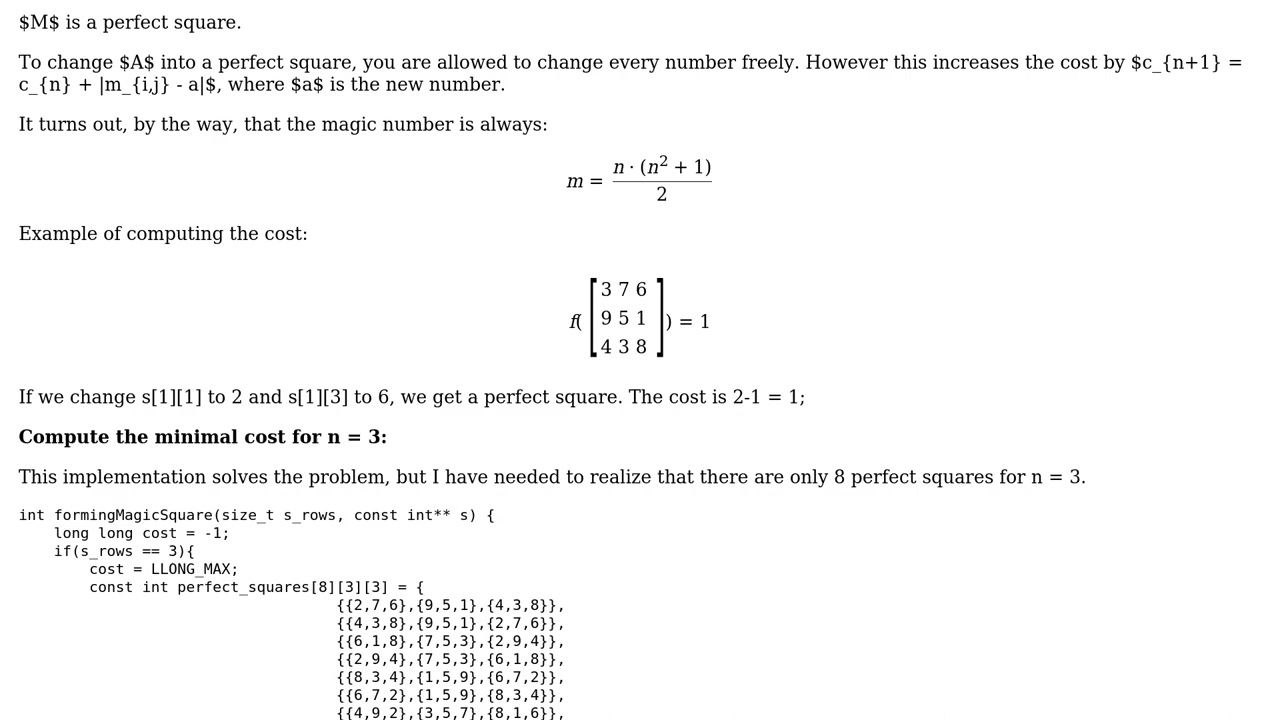 $M$ is a perfect square.
To change $A$ into a perfect square, you are allowed to change every number freely. However this increases the cost by $c_{n+1} =
c_{n} + |m_{i,j} - a|$, where $a$ is the new number.
It turns out, by the way, that the magic number is always:
m = n · (n² + 1) / 2
Example of computing the cost:
f( [ 3 7 6
9 5 1
4 3 8 ] ) = 1
If we change s[1][1] to 2 and s[1][3] to 6, we get a perfect square. The cost is 2-1 = 1;
Compute the minimal cost for n = 3:
This implementation solves the problem, but I have needed to realize that there are only 8 perfect squares for n = 3.
int formingMagicSquare(size_t s_rows, const int** s) {
    long long cost = -1;
    if(s_rows == 3){
        cost = LLONG_MAX;
        const int perfect_squares[8][3][3] = {
                                    {{2,7,6},{9,5,1},{4,3,8}},
                                    {{4,3,8},{9,5,1},{2,7,6}},
                                    {{6,1,8},{7,5,3},{2,9,4}},
                                    {{2,9,4},{7,5,3},{6,1,8}},
                                    {{8,3,4},{1,5,9},{6,7,2}},
                                    {{6,7,2},{1,5,9},{8,3,4}},
                                    {{4,9,2},{3,5,7},{8,1,6}},